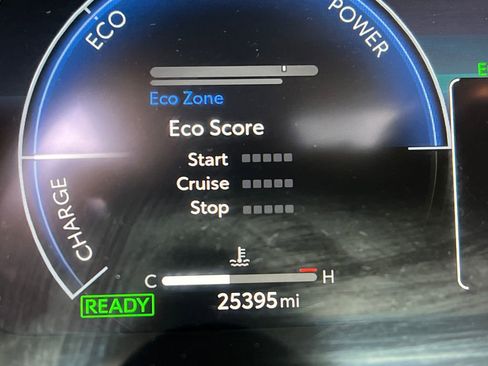 ECO
POWER
Eco Zone
Eco Score
Start
Cruise
Stop
CHARGE
C H
READY
25395 mi